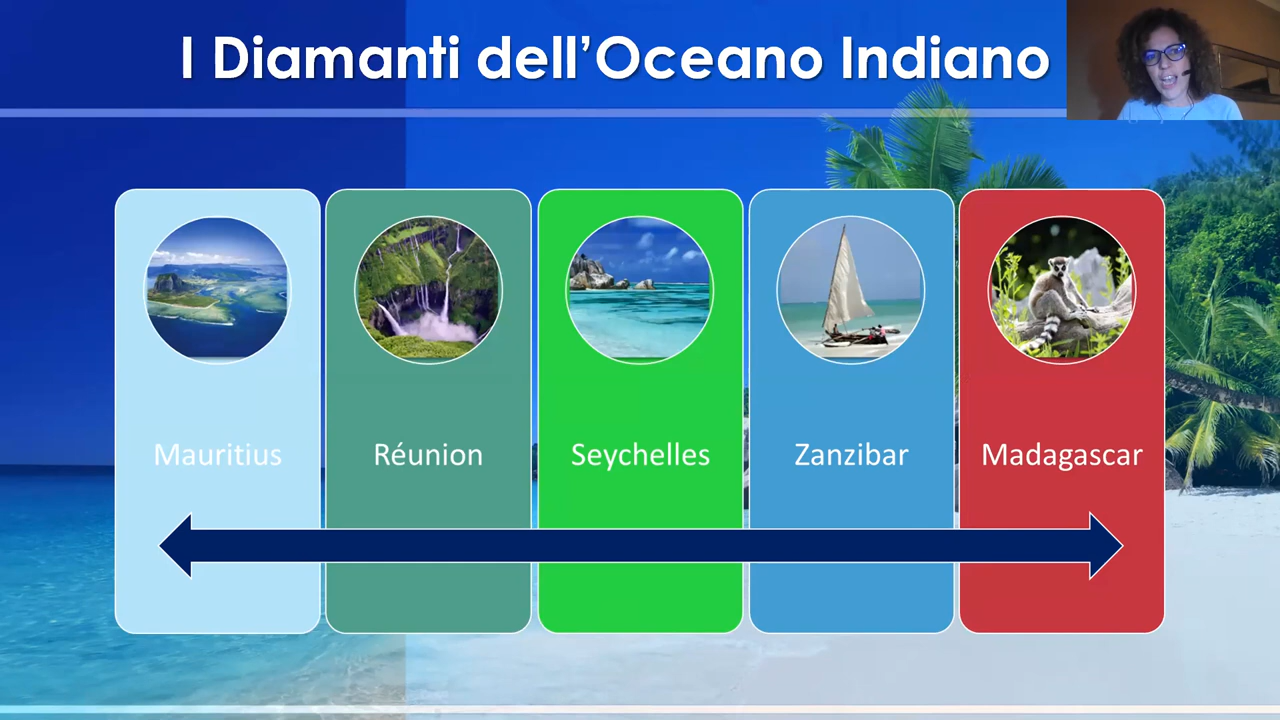 I Diamanti dell’Oceano Indiano
Mauritius
Réunion
Seychelles
Zanzibar
Madagascar